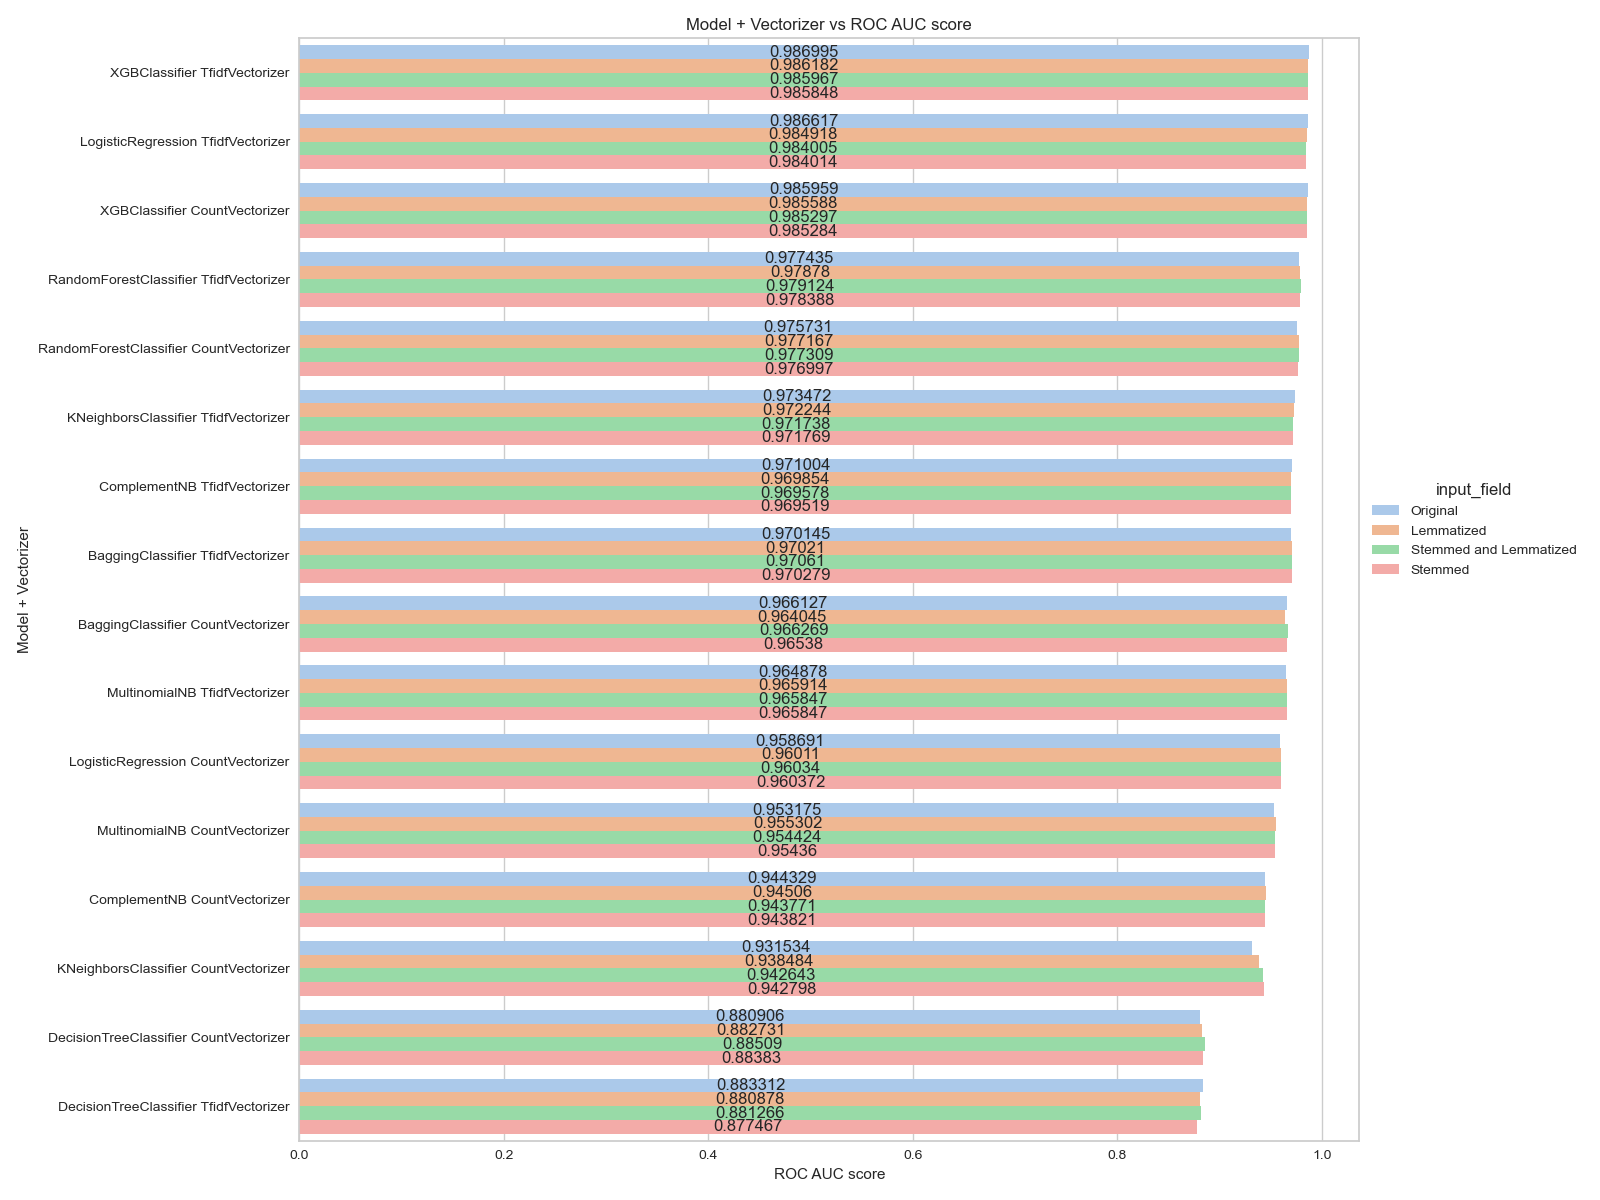 Model + Vectorizer vs ROC AUC score
XGBClassifier TfidfVectorizer
0.986995
0.986182
0.985967
0.985848
LogisticRegression TfidfVectorizer
0.986617
0.984918
0.984005
0.984014
XGBClassifier CountVectorizer
0.985959
0.985588
0.985297
0.985284
RandomForestClassifier TfidfVectorizer
0.977435
0.97878
0.979124
0.978388
RandomForestClassifier CountVectorizer
0.975731
0.977167
0.977309
0.976997
KNeighborsClassifier TfidfVectorizer
0.973472
0.972244
0.971738
0.971769
ComplementNB TfidfVectorizer
0.971004
0.969854
0.969578
0.969519
BaggingClassifier TfidfVectorizer
0.970145
0.97021
0.97061
0.970279
BaggingClassifier CountVectorizer
0.966127
0.964045
0.966269
0.96538
MultinomialNB TfidfVectorizer
0.964878
0.965914
0.965847
0.965847
LogisticRegression CountVectorizer
0.958691
0.96011
0.96034
0.960372
MultinomialNB CountVectorizer
0.953175
0.955302
0.954424
0.95436
ComplementNB CountVectorizer
0.944329
0.94506
0.943771
0.943821
KNeighborsClassifier CountVectorizer
0.931534
0.938484
0.942643
0.942798
DecisionTreeClassifier CountVectorizer
0.880906
0.882731
0.88509
0.88383
DecisionTreeClassifier TfidfVectorizer
0.883312
0.880878
0.881266
0.877467
0.0 0.2 0.4 0.6 0.8 1.0
ROC AUC score
Model + Vectorizer
input_field
Original
Lemmatized
Stemmed and Lemmatized
Stemmed